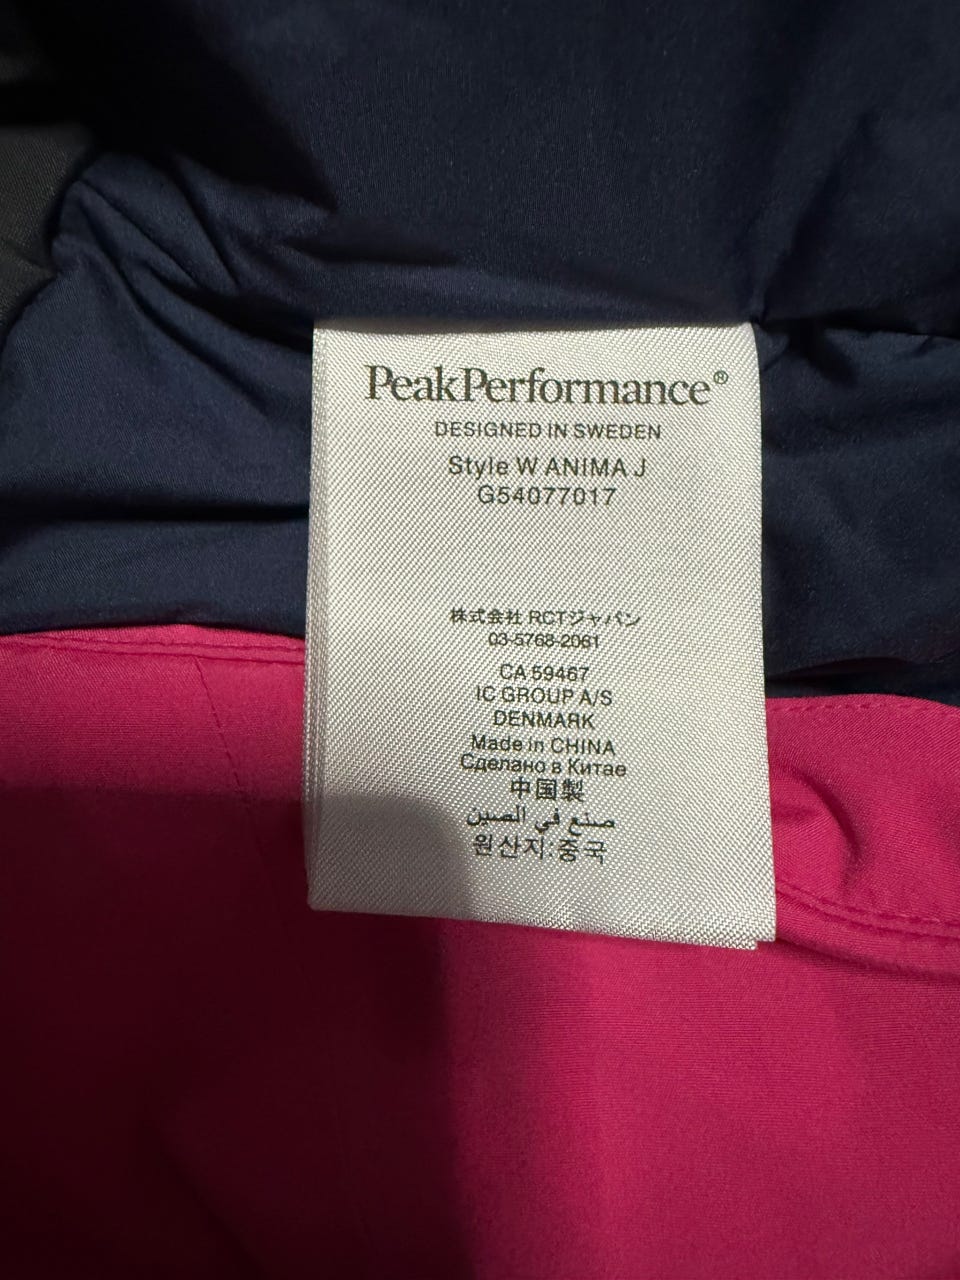 PeakPerformance®
DESIGNED IN SWEDEN
Style W ANIMA J
G54077017
株式会社 RCTジャパン
03-5768-2061
CA 59467
IC GROUP A/S
DENMARK
Made in CHINA
Сделано в Китае
中国製
صنع في الصين
원산지:중국